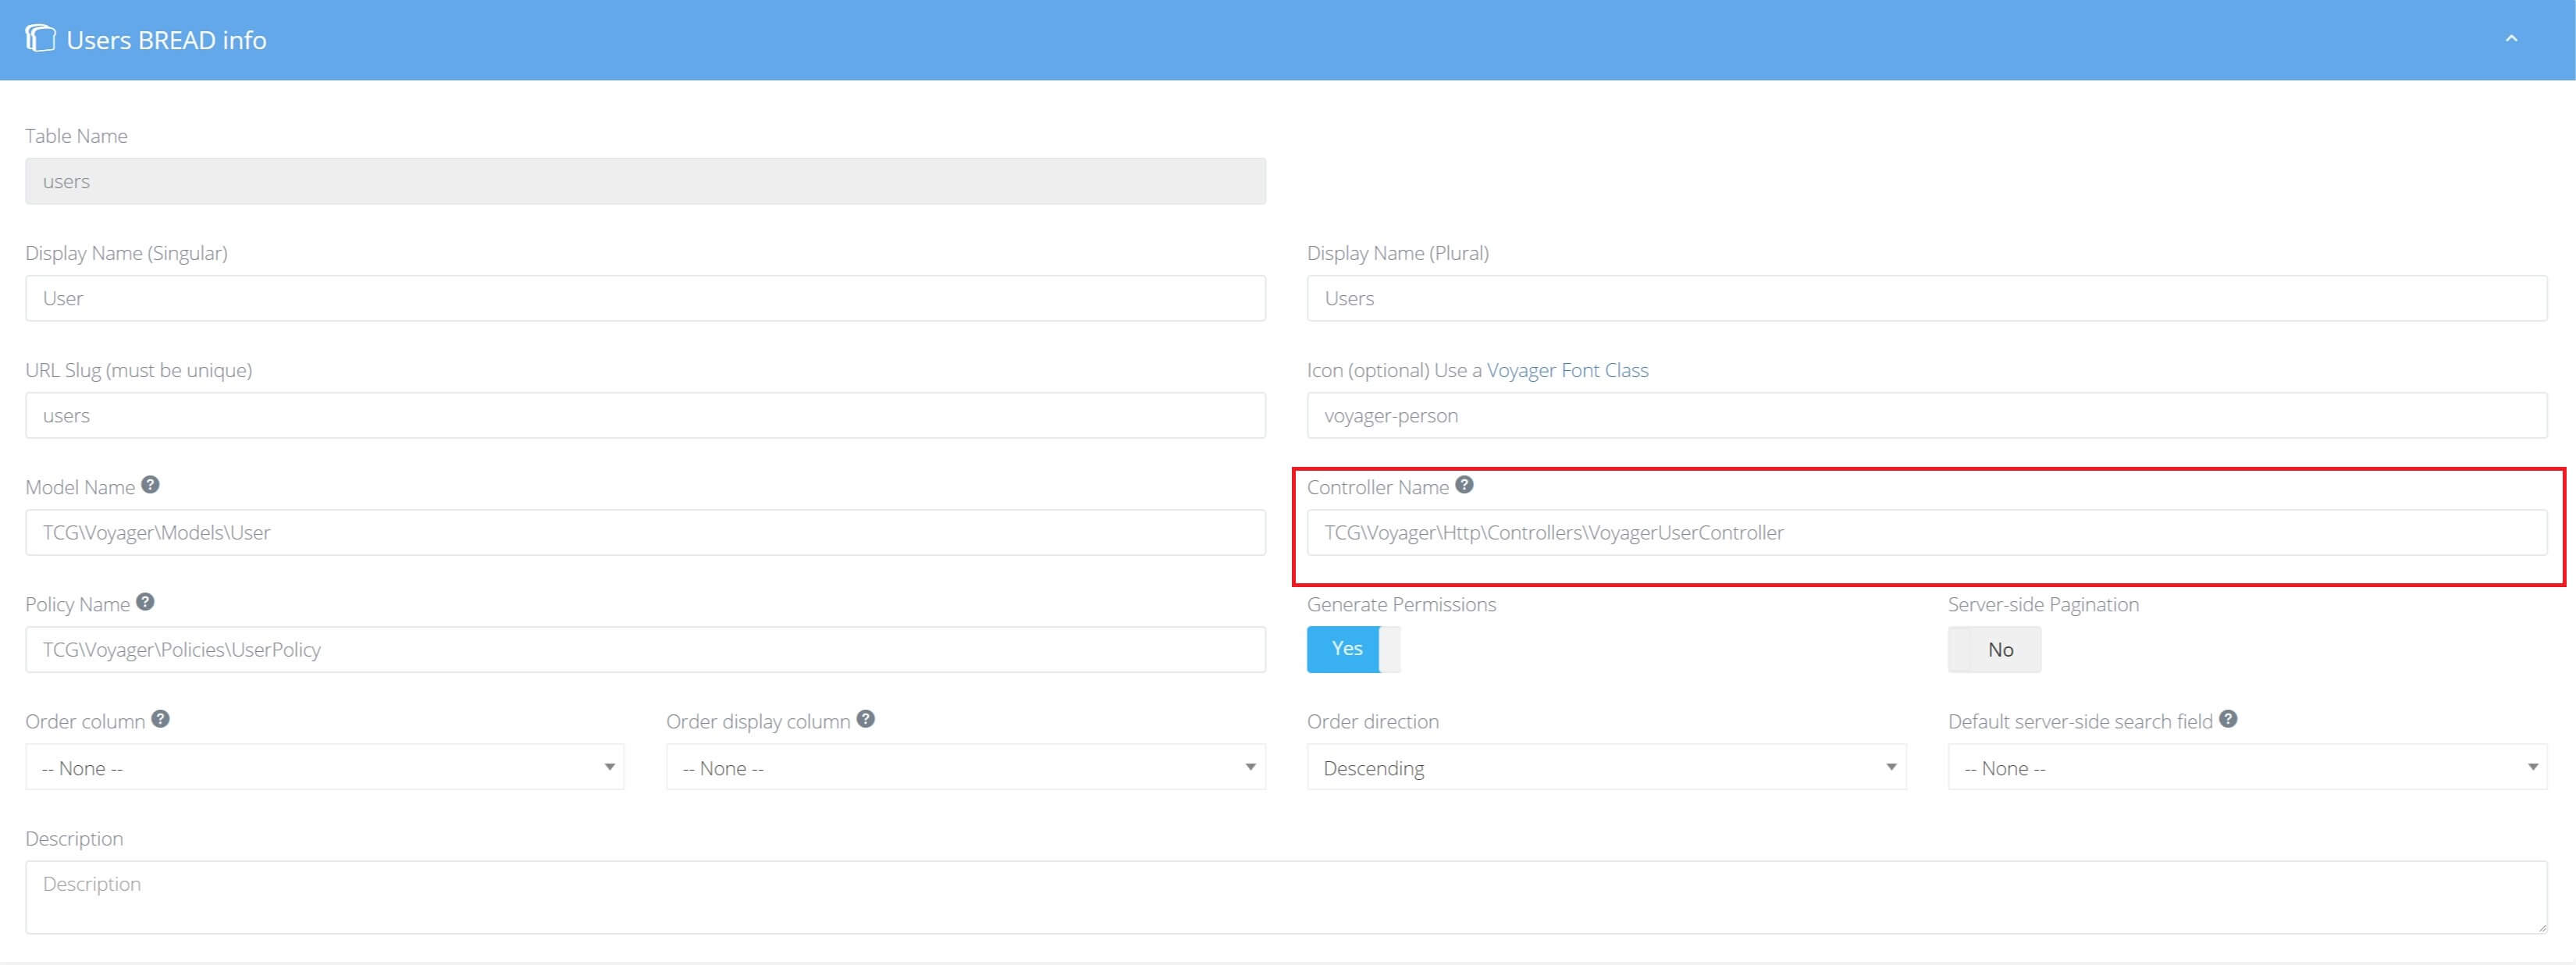 Users BREAD info
Table Name
users
Display Name (Singular)
Display Name (Plural)
User
Users
URL Slug (must be unique)
Icon (optional) Use a Voyager Font Class
users
voyager-person
Model Name ?
Controller Name ?
TCG\Voyager\Models\User
TCG\Voyager\Http\Controllers\VoyagerUserController
Policy Name ?
Generate Permissions
Server-side Pagination
TCG\Voyager\Policies\UserPolicy
Yes
No
Order column ?
Order display column ?
Order direction
Default server-side search field ?
-- None --
-- None --
Descending
-- None --
Description
Description